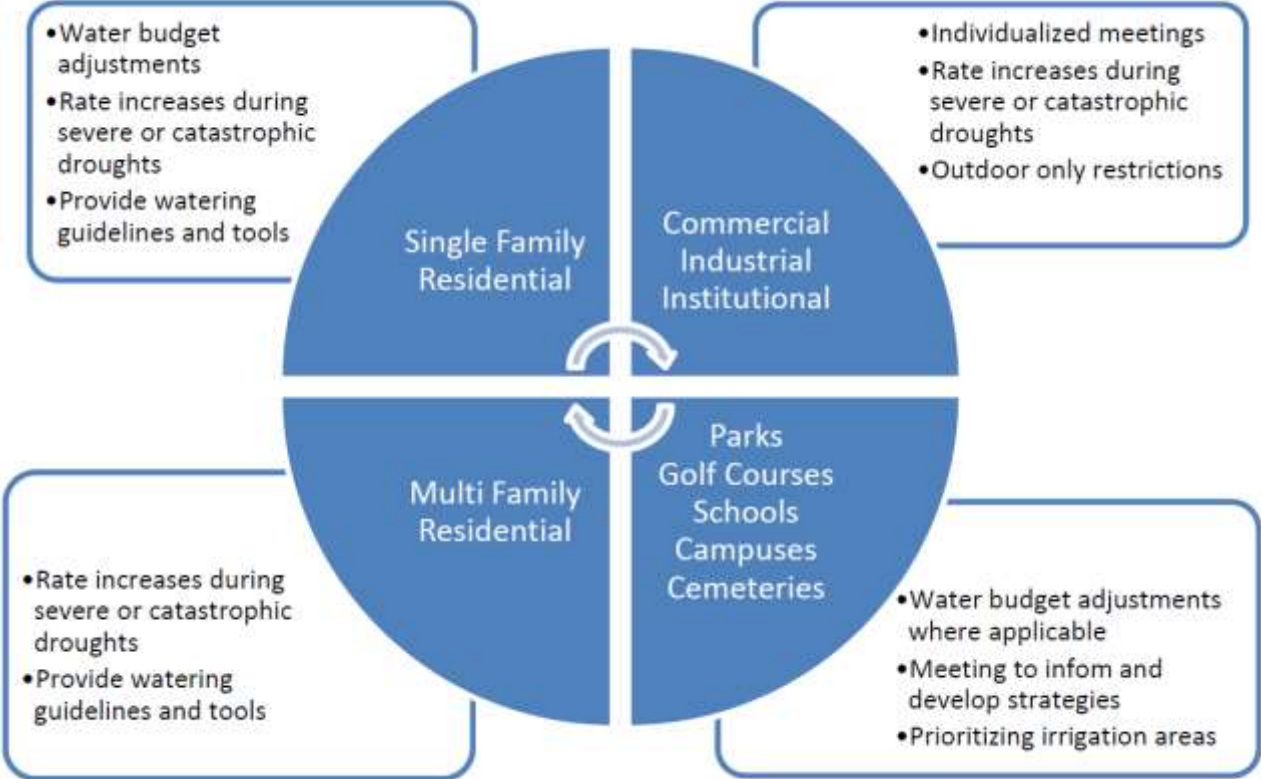 •Water budget
adjustments
•Rate increases during
severe or catastrophic
droughts
•Provide watering
guidelines and tools
•Individualized meetings
•Rate increases during
severe or catastrophic
droughts
•Outdoor only restrictions
Single Family
Residential
Commercial
Industrial
Institutional
Multi Family
Residential
Parks
Golf Courses
Schools
Campuses
Cemeteries
•Rate increases during
severe or catastrophic
droughts
•Provide watering
guidelines and tools
•Water budget adjustments
where applicable
•Meeting to infom and
develop strategies
•Prioritizing irrigation areas